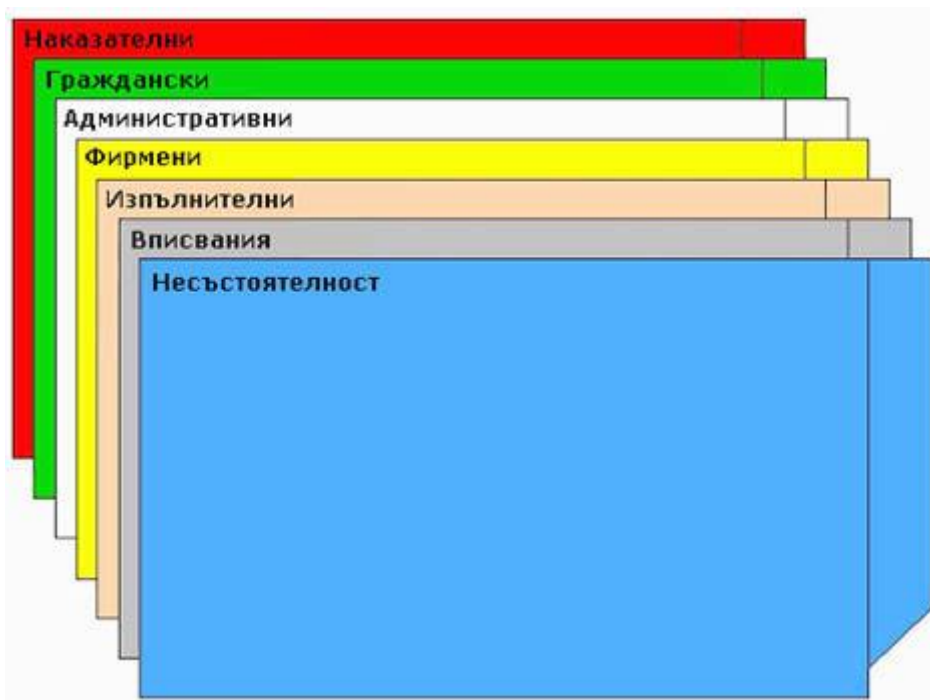 Наказателни
Граждански
Административни
Фирмени
Изпълнителни
Вписвания
Несъстоятелност